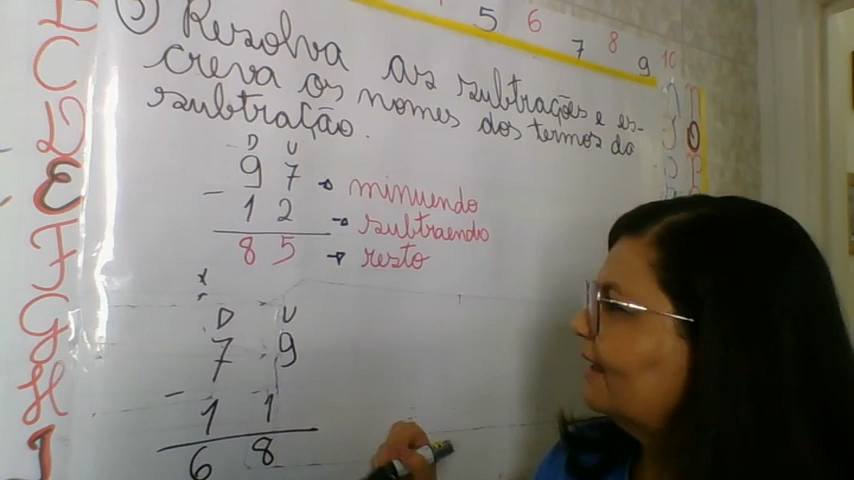 5 6 7 8 9 10
Resolva as subtrações e es-
creva os nomes dos termos da
subtração.
D U
9 7 → minuendo
- 1 2 → subtraendo
8 5 → resto
D U
7 9
- 1 1
6 8
C
D
E
F
G
H
I